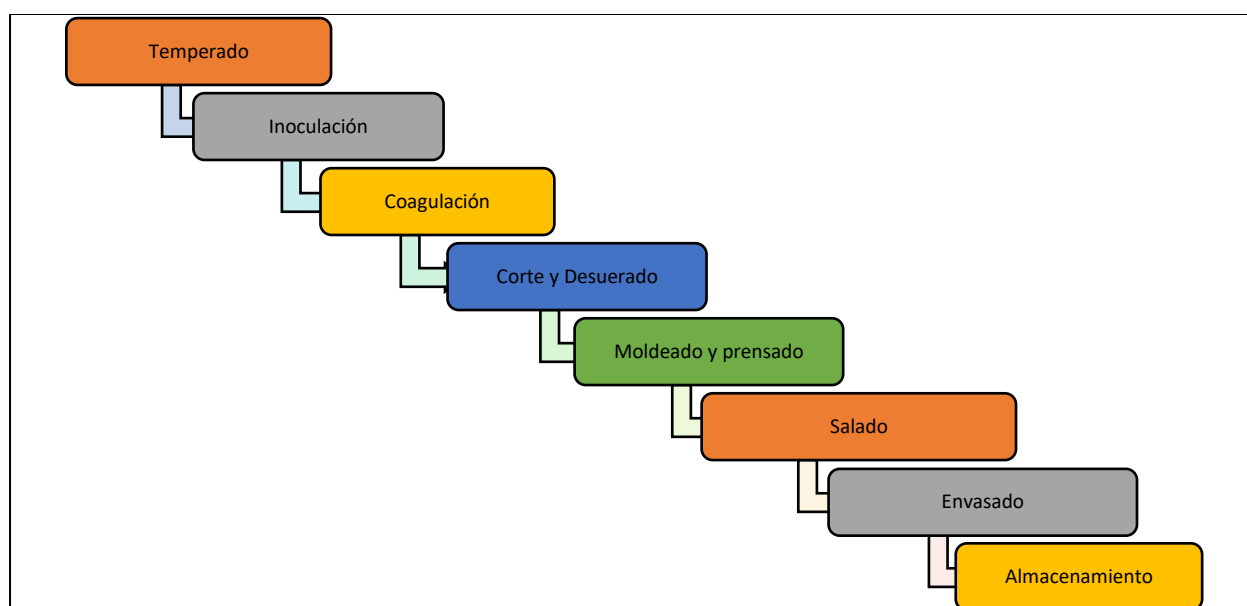 Temperado
Inoculación
Coagulación
Corte y Desuerado
Moldeado y prensado
Salado
Envasado
Almacenamiento